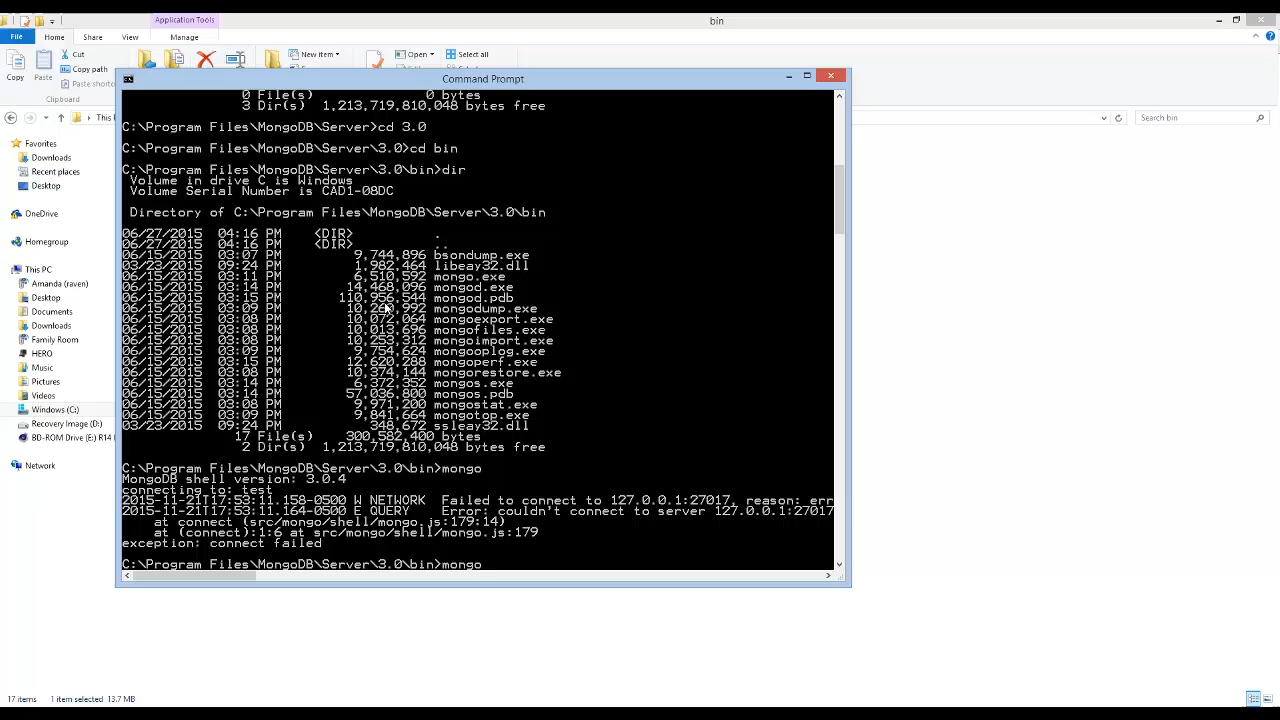 Application Tools
bin
File Home Share View Manage
Copy
Paste
Cut
Copy path
Paste shortc
Clipboard
New item
Open
Select all
This
Search bin
Favorites
Downloads
Recent places
Desktop
OneDrive
Homegroup
This PC
Amanda (raven)
Desktop
Documents
Downloads
Family Room
HERO
Music
Pictures
Videos
Windows (C:)
Recovery Image (D:)
BD-ROM Drive (E:) R14
Network
Command Prompt
0 File(s) 0 bytes
3 Dir(s) 1,213,719,810,048 bytes free
C:\Program Files\MongoDB\Server>cd 3.0
C:\Program Files\MongoDB\Server\3.0>cd bin
C:\Program Files\MongoDB\Server\3.0\bin>dir
Volume in drive C is Windows
Volume Serial Number is CAD1-08DC
Directory of C:\Program Files\MongoDB\Server\3.0\bin
06/27/2015 04:16 PM <DIR> .
06/27/2015 04:16 PM <DIR> ..
06/15/2015 03:07 PM 9,744,896 bsondump.exe
03/23/2015 09:24 PM 1,982,464 libeay32.dll
06/15/2015 03:11 PM 6,510,592 mongo.exe
06/15/2015 03:14 PM 14,468,096 mongod.exe
06/15/2015 03:15 PM 110,956,544 mongod.pdb
06/15/2015 03:09 PM 10,260,992 mongodump.exe
06/15/2015 03:08 PM 10,072,064 mongoexport.exe
06/15/2015 03:08 PM 10,013,696 mongofiles.exe
06/15/2015 03:08 PM 10,253,312 mongoimport.exe
06/15/2015 03:09 PM 9,754,624 mongooplog.exe
06/15/2015 03:15 PM 12,620,288 mongoperf.exe
06/15/2015 03:08 PM 10,374,144 mongorestore.exe
06/15/2015 03:14 PM 6,372,352 mongos.exe
06/15/2015 03:14 PM 57,036,800 mongos.pdb
06/15/2015 03:08 PM 9,971,200 mongostat.exe
06/15/2015 03:09 PM 9,841,664 mongotop.exe
03/23/2015 09:24 PM 348,672 ssleay32.dll
17 File(s) 300,582,400 bytes
2 Dir(s) 1,213,719,810,048 bytes free
C:\Program Files\MongoDB\Server\3.0\bin>mongo
MongoDB shell version: 3.0.4
connecting to: test
2015-11-21T17:53:11.158-0500 W NETWORK Failed to connect to 127.0.0.1:27017, reason: err
2015-11-21T17:53:11.164-0500 E QUERY Error: couldn't connect to server 127.0.0.1:27017
at connect (src/mongo/shell/mongo.js:179:14)
at (connect):1:6 at src/mongo/shell/mongo.js:179
exception: connect failed
C:\Program Files\MongoDB\Server\3.0\bin>mongo
17 items 1 item selected 13.7 MB